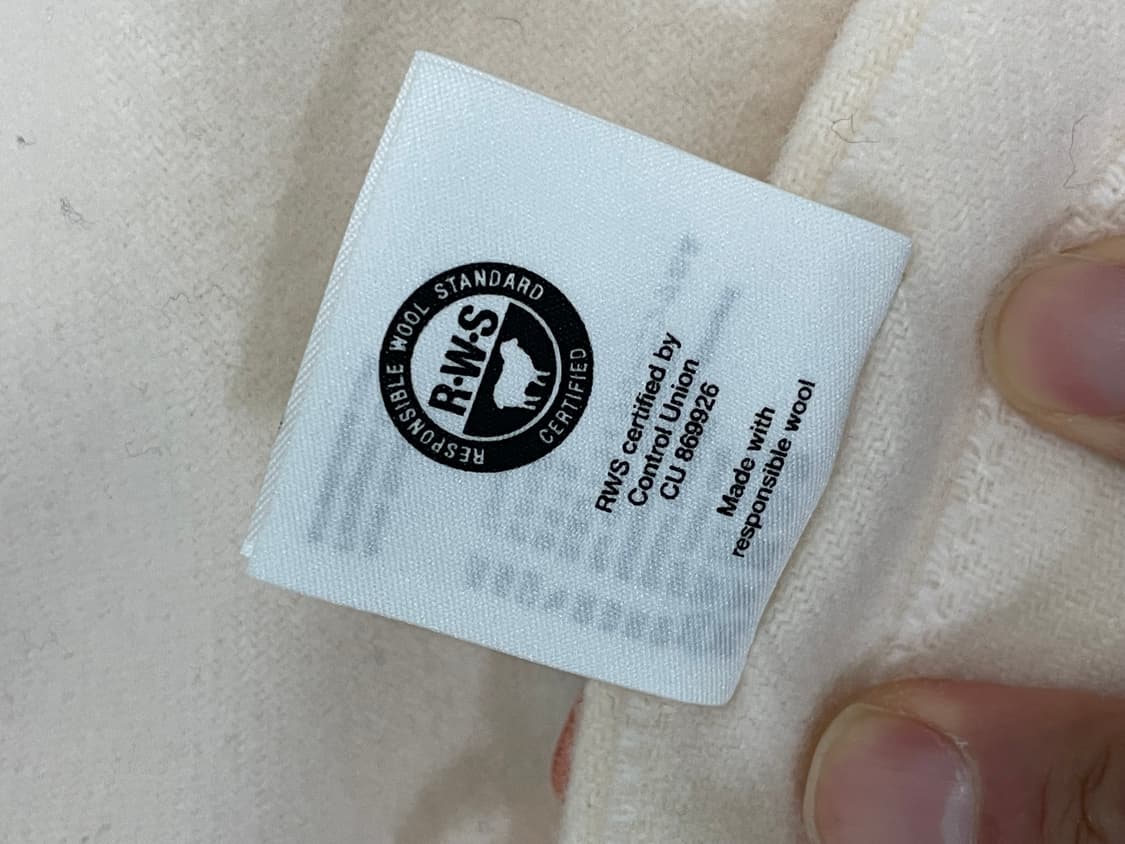 RESPONSIBLE WOOL STANDARD
R·W·S
CERTIFIED
RWS certified by
Control Union
CU 869926
Made with
responsible wool